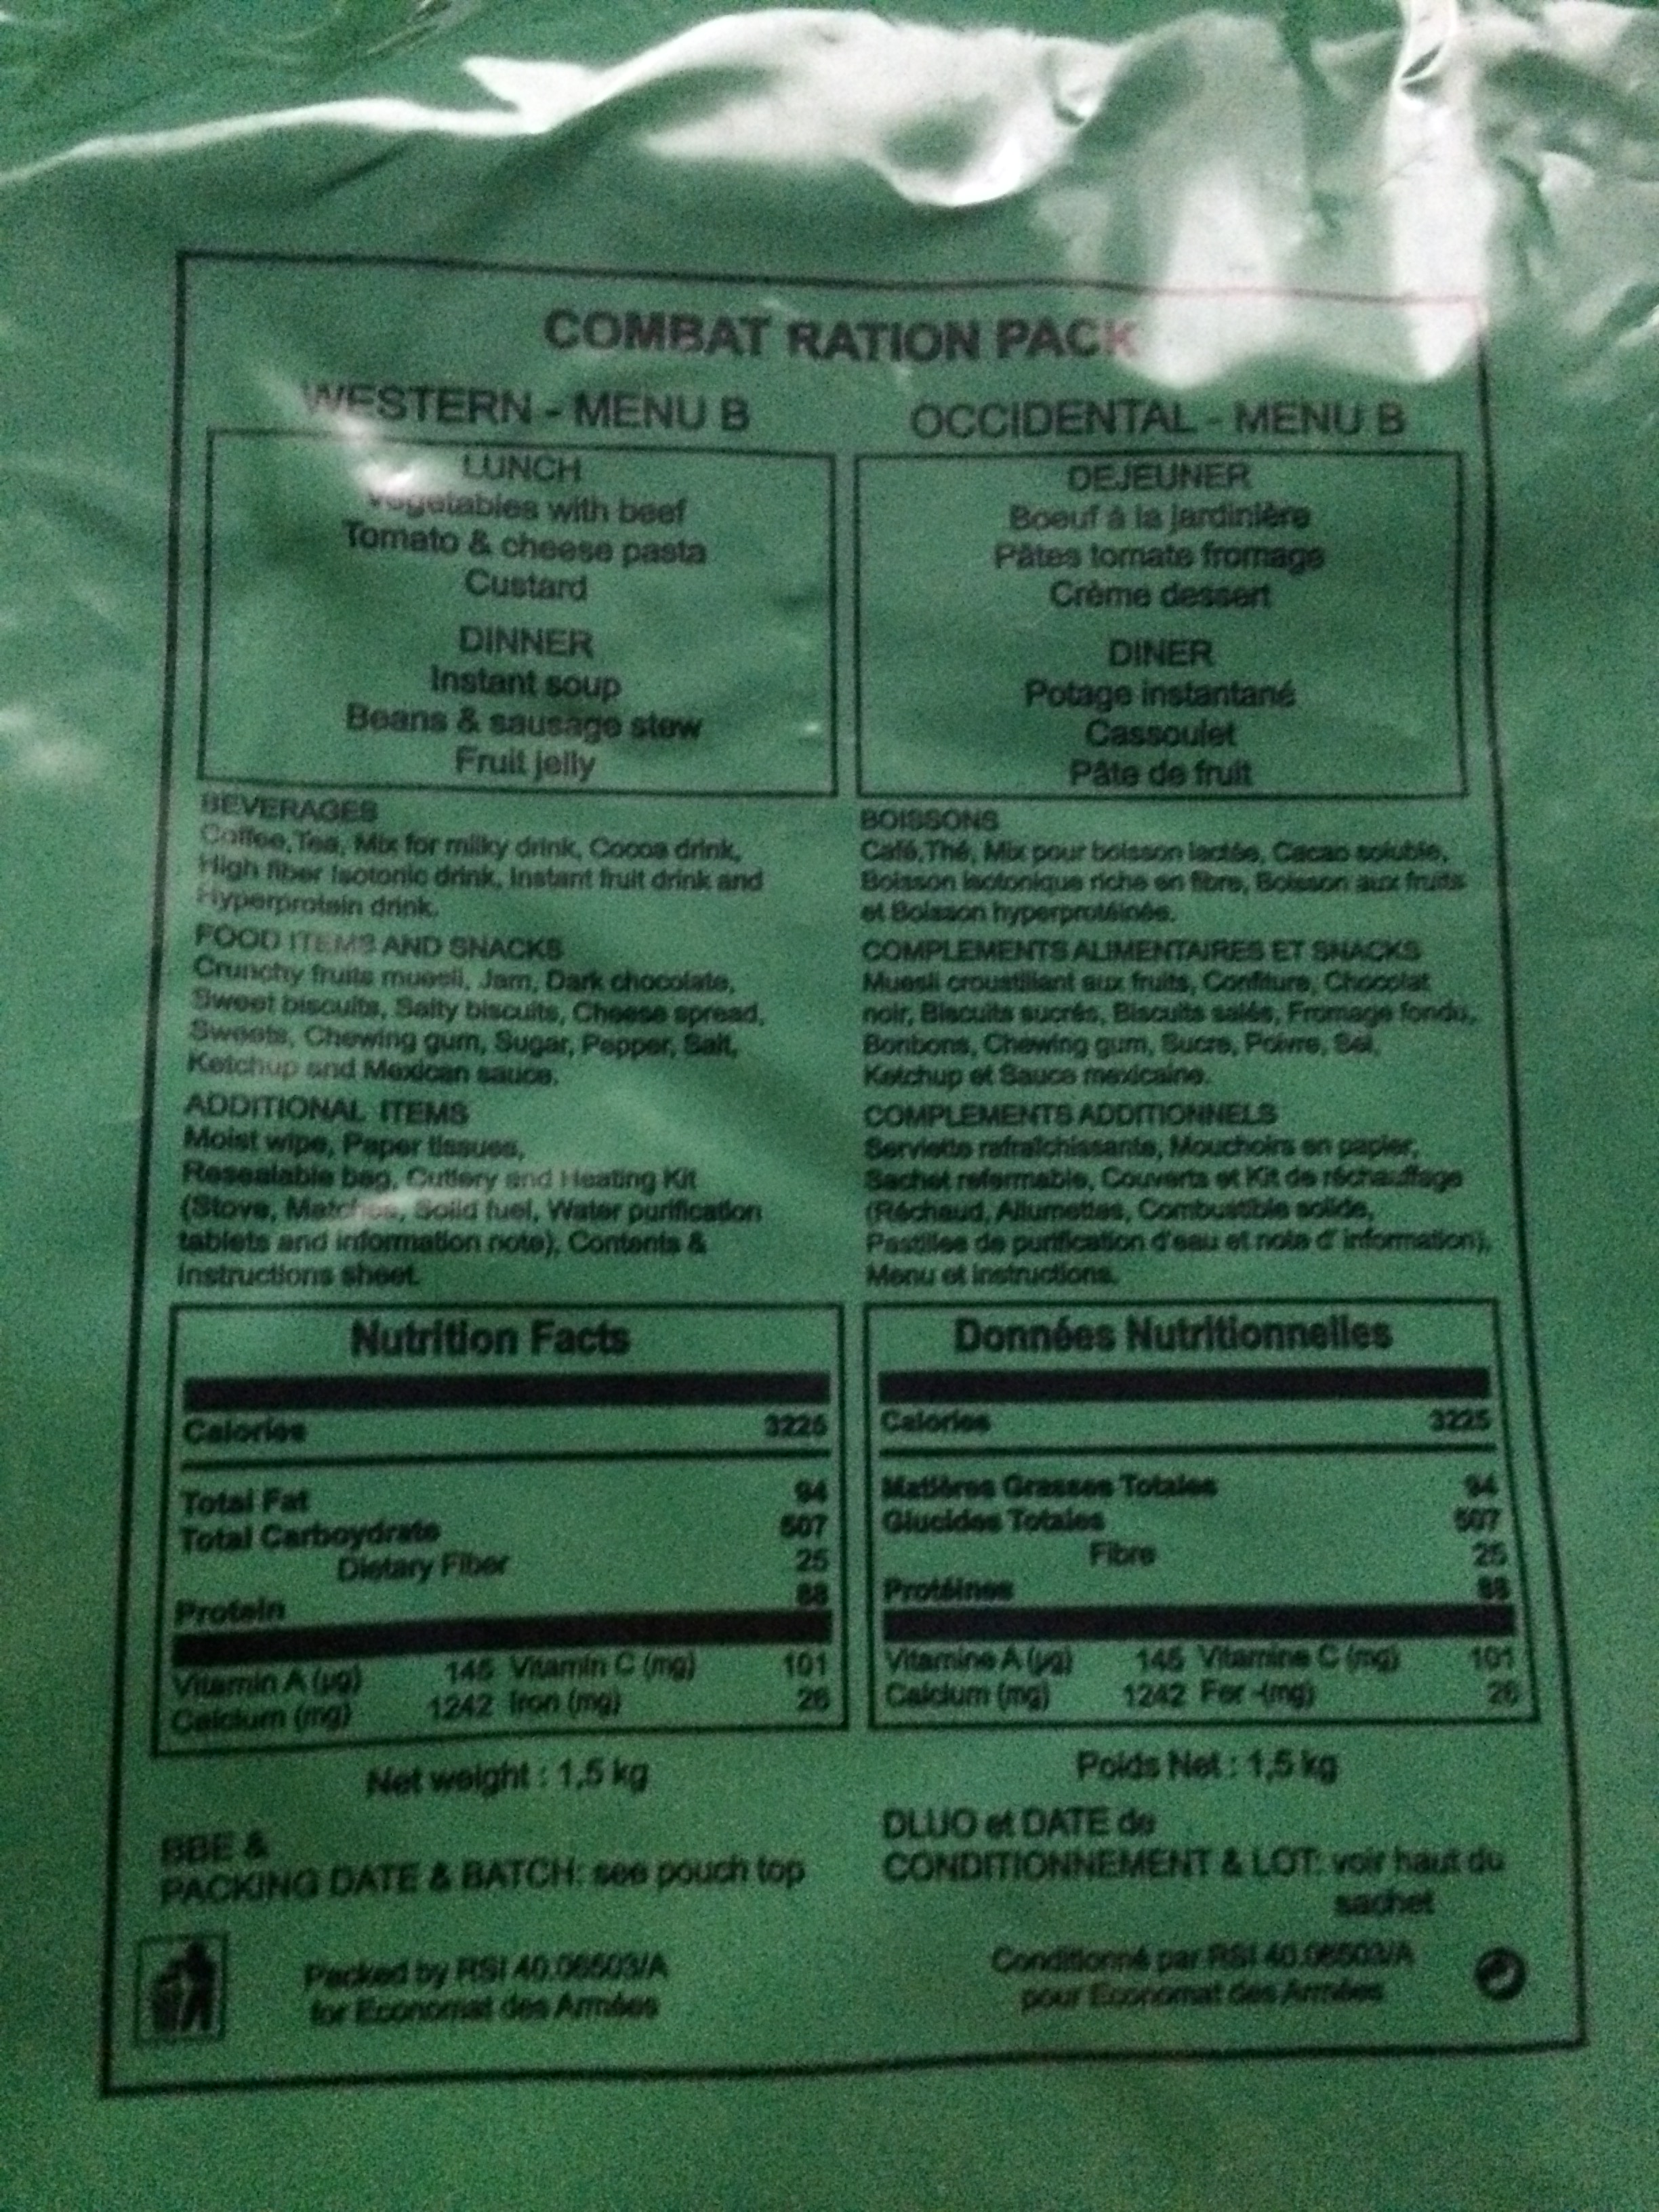 COMBAT RATION PACK
WESTERN - MENU B
LUNCH
Vegetables with beef
Tomato & cheese pasta
Custard
DINNER
Instant soup
Beans & sausage stew
Fruit jelly
BEVERAGES
Coffee, Tea, Mix for milky drink, Cocoa drink,
High fiber Isotonic drink, Instant fruit drink and
Hyperprotein drink.
FOOD ITEMS AND SNACKS
Crunchy fruits muesli, Jam, Dark chocolate,
Sweet biscuits, Salty biscuits, Cheese spread,
Sweets, Chewing gum, Sugar, Pepper, Salt,
Ketchup and Mexican sauce.
ADDITIONAL ITEMS
Moist wipe, Paper tissues,
Resealable bag, Cutlery and Heating Kit
(Stove, Matches, Solid fuel, Water purification
tablets and information note), Contents &
Instructions sheet.
Nutrition Facts
Calories 3225
Total Fat 94
Total Carboydrate 507
Dietary Fiber 25
Protein 88
Vitamin A (µg) 145 Vitamin C (mg) 101
Calcium (mg) 1242 Iron (mg) 26
Net weight : 1,5 kg
BBE &
PACKING DATE & BATCH: see pouch top
Packed by RSI 40.06503/A
for Economat des Armées
OCCIDENTAL - MENU B
DEJEUNER
Boeuf à la jardinière
Pâtes tomate fromage
Crème dessert
DINER
Potage instantané
Cassoulet
Pâte de fruit
BOISSONS
Café, Thé, Mix pour boisson lactée, Cacao soluble,
Boisson isotonique riche en fibre, Boisson aux fruits
et Boisson hyperprotéinée.
COMPLEMENTS ALIMENTAIRES ET SNACKS
Muesli croustillant aux fruits, Confiture, Chocolat
noir, Biscuits sucrés, Biscuits salés, Fromage fondu,
Bonbons, Chewing gum, Sucre, Poivre, Sel,
Ketchup et Sauce mexicaine.
COMPLEMENTS ADDITIONNELS
Serviette rafraîchissante, Mouchoirs en papier,
Sachet refermable, Couverts et Kit de réchauffage
(Réchaud, Allumettes, Combustible solide,
Pastilles de purification d'eau et note d' information),
Menu et instructions.
Données Nutritionnelles
Calories 3225
Matières Grasses Totales 94
Glucides Totales 507
Fibre 25
Protéines 88
Vitamine A (µg) 145 Vitamine C (mg) 101
Calcium (mg) 1242 Fer (mg) 26
Poids Net : 1,5 kg
DLUO et DATE de
CONDITIONNEMENT & LOT: voir haut du
sachet
Conditionné par RSI 40.06503/A
pour Economat des Armées